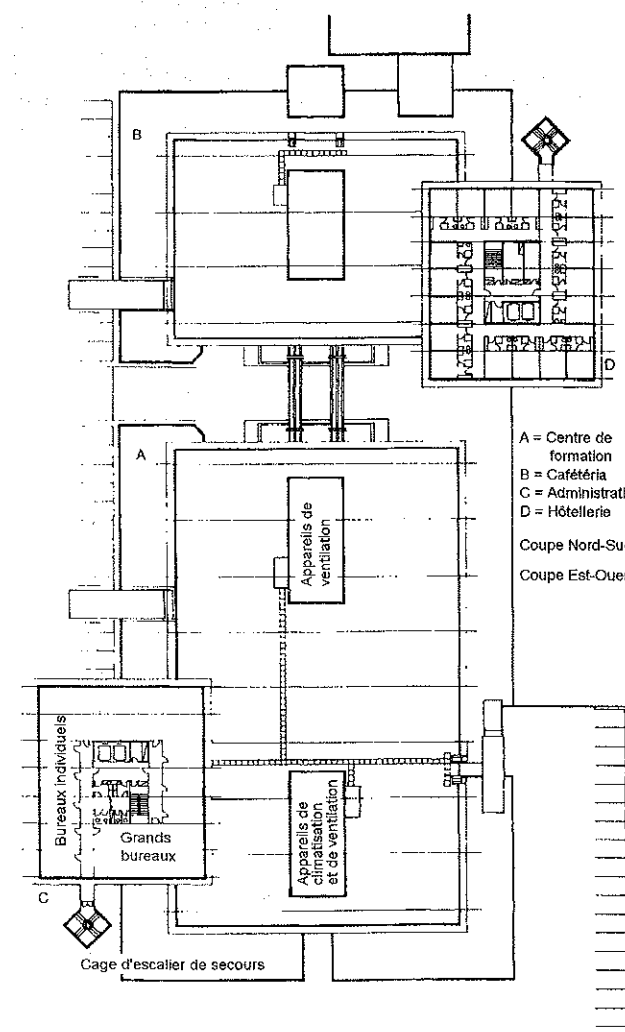 B
D
A
A = Centre de
formation
B = Cafétéria
C = Administrati
D = Hôtellerie
Coupe Nord-Su
Coupe Est-Oue
Appareils de
ventilation
Bureaux individuels
Grands
bureaux
Appareils de
climatisation
et de ventilation
C
Cage d'escalier de secours